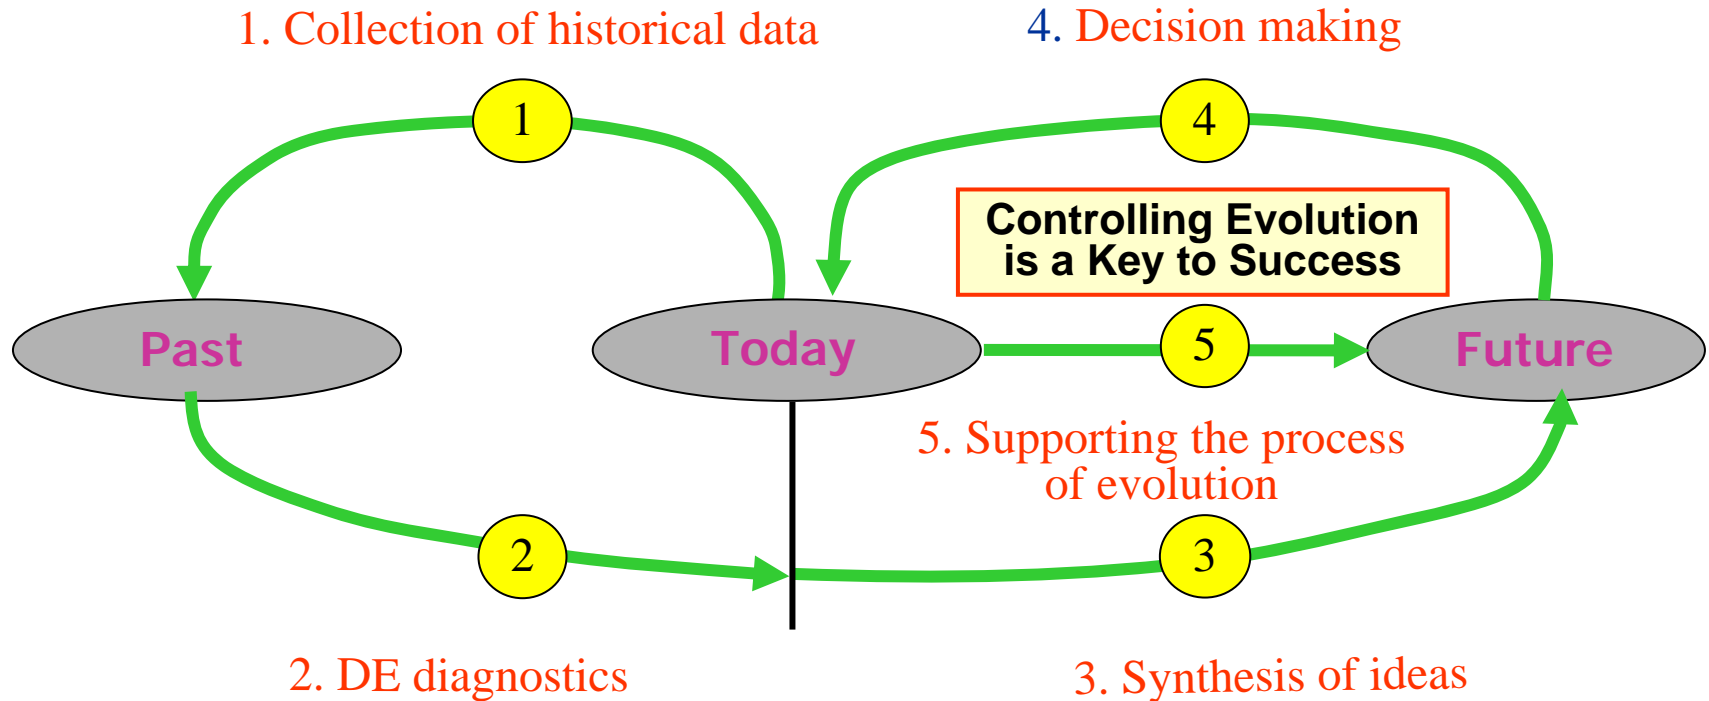 1. Collection of historical data
4. Decision making
1
4
Controlling Evolution
is a Key to Success
Past
Today
5
Future
5. Supporting the process
of evolution
2
3
2. DE diagnostics
3. Synthesis of ideas